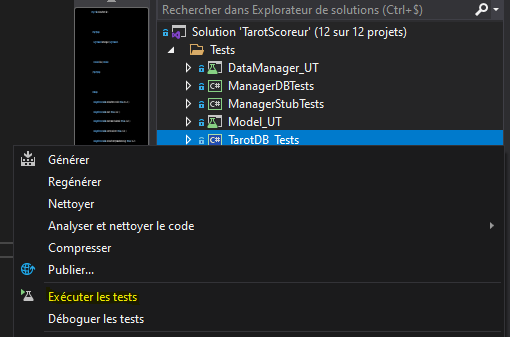 Rechercher dans Explorateur de solutions (Ctrl+$)
Solution 'TarotScoreur' (12 sur 12 projets)
Tests
DataManager_UT
ManagerDBTests
ManagerStubTests
Model_UT
TarotDB_Tests
Générer
Regénérer
Nettoyer
Analyser et nettoyer le code
Compresser
Publier...
Exécuter les tests
Déboguer les tests